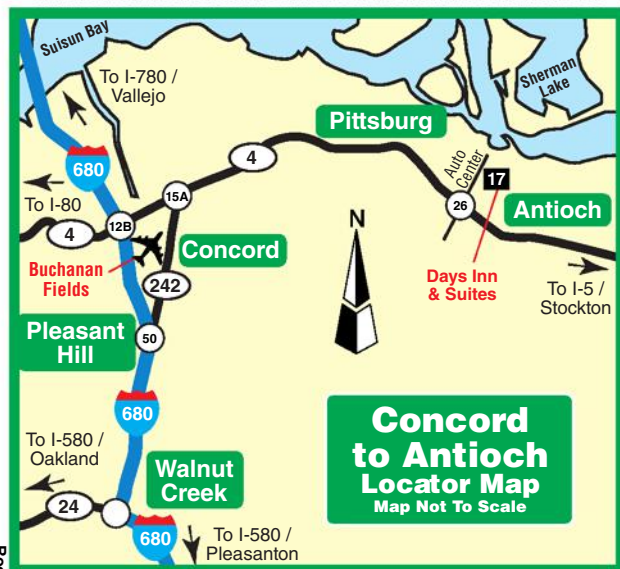 Suisun Bay
To I-780 /
Vallejo
Sherman
Lake
Pittsburg
680
4
Auto
Center
17
To I-80
15A
26
Antioch
4
12B
N
Concord
Buchanan
Fields
242
Days Inn
& Suites
To I-5 /
Stockton
Pleasant
Hill
50
680
Concord
to Antioch
Locator Map
Map Not To Scale
To I-580 /
Oakland
Walnut
Creek
24
680
To I-580 /
Pleasanton